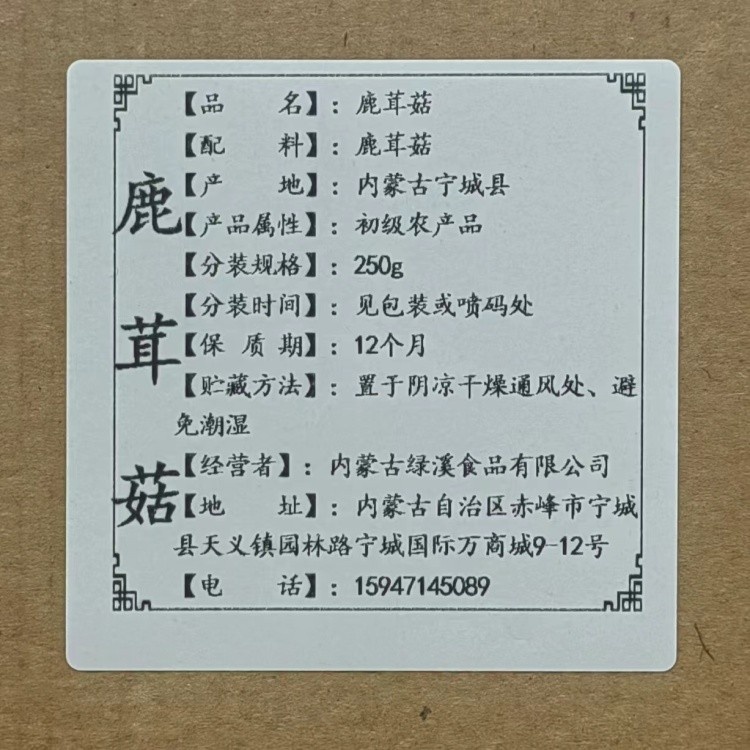 鹿茸菇
【品 名】：鹿茸菇
【配 料】：鹿茸菇
【产 地】：内蒙古宁城县
【产品属性】：初级农产品
【分装规格】：250g
【分装时间】：见包装或喷码处
【保 质 期】：12个月
【贮藏方法】：置于阴凉干燥通风处、避
免潮湿
【经营者】：内蒙古绿溪食品有限公司
【地 址】：内蒙古自治区赤峰市宁城
县天义镇园林路宁城国际万商城9-12号
【电 话】：15947145089